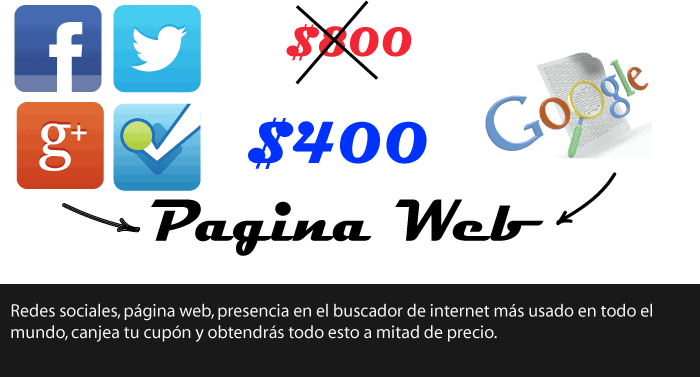 f
$800
Google
g+
$400
Pagina Web
Redes sociales, página web, presencia en el buscador de internet más usado en todo el
mundo, canjea tu cupón y obtendrás todo esto a mitad de precio.